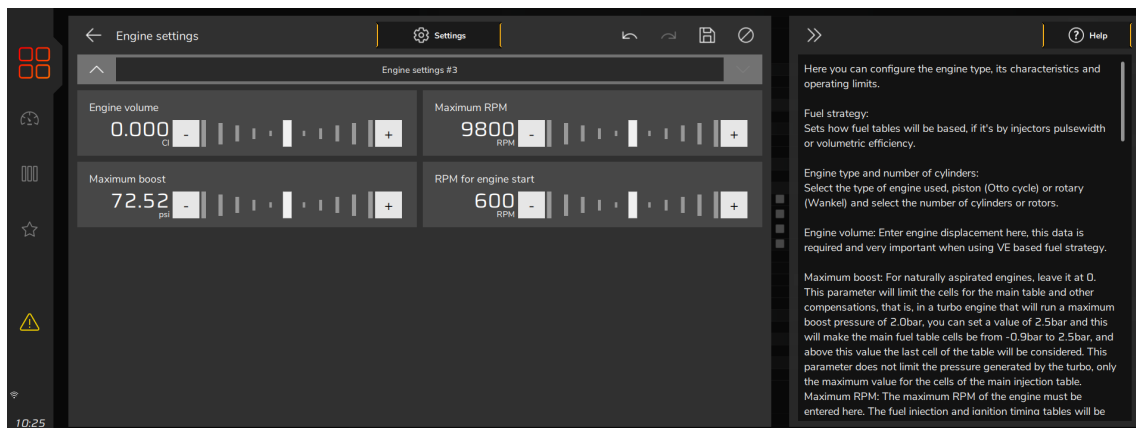 Engine settings
Settings
Help
Engine settings #3
Engine volume
0.000
CI
-
+
Maximum RPM
9800
RPM
-
+
Maximum boost
72.52
psi
-
+
RPM for engine start
600
RPM
-
+
10:25
Here you can configure the engine type, its characteristics and
operating limits.
Fuel strategy:
Sets how fuel tables will be based, if it's by injectors pulsewidth
or volumetric efficiency.
Engine type and number of cylinders:
Select the type of engine used, piston (Otto cycle) or rotary
(Wankel) and select the number of cylinders or rotors.
Engine volume: Enter engine displacement here, this data is
required and very important when using VE based fuel strategy.
Maximum boost: For naturally aspirated engines, leave it at 0.
This parameter will limit the cells for the main table and other
compensations, that is, in a turbo engine that will run a maximum
boost pressure of 2.0bar, you can set a value of 2.5bar and this
will make the main fuel table cells be from -0.9bar to 2.5bar, and
above this value the last cell of the table will be considered. This
parameter does not limit the pressure generated by the turbo, only
the maximum value for the cells of the main injection table.
Maximum RPM: The maximum RPM of the engine must be
entered here. The fuel injection and ignition timing tables will be